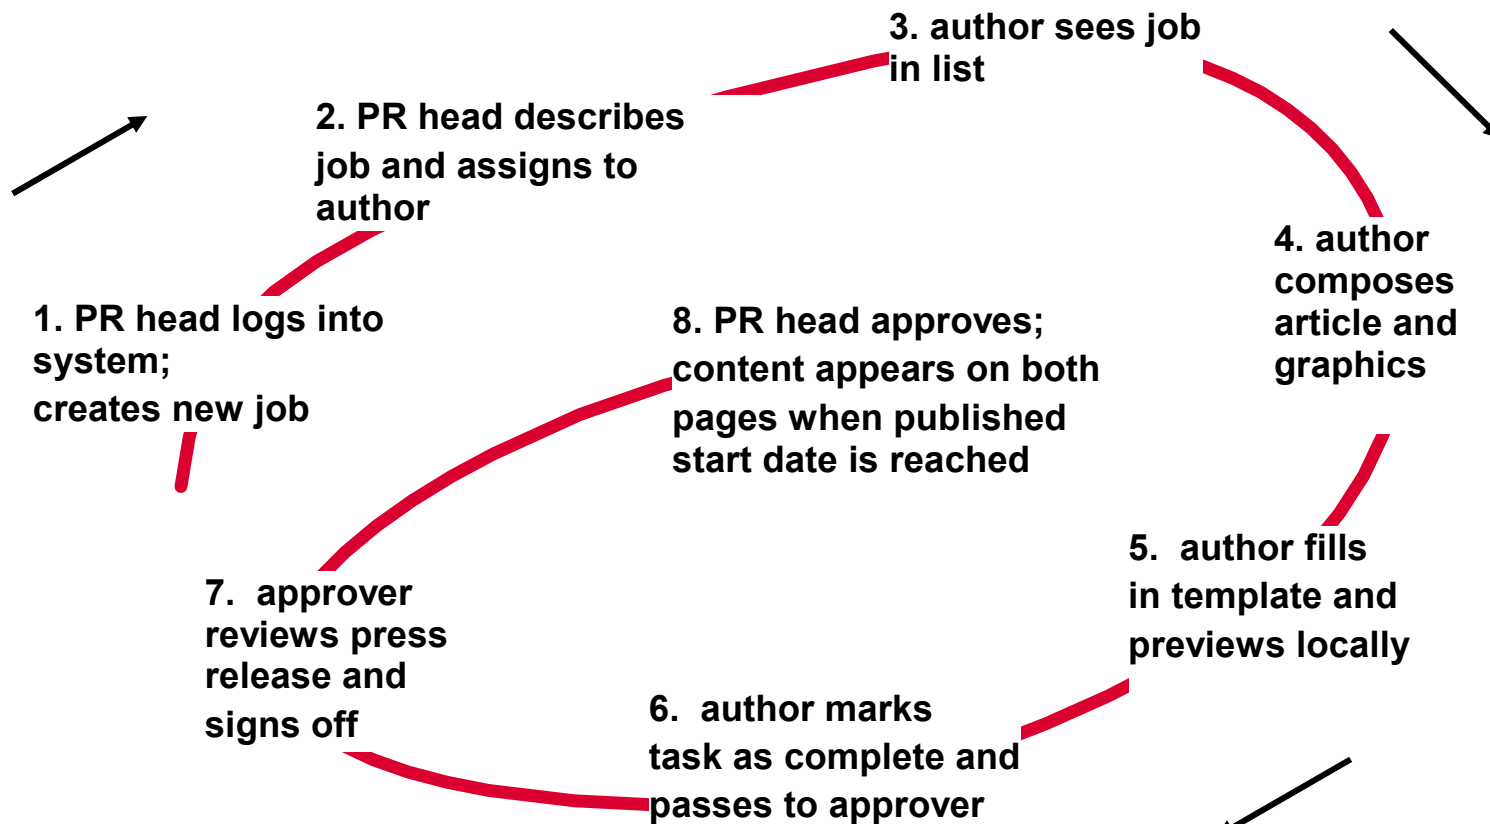 1. PR head logs into
system;
creates new job
2. PR head describes
job and assigns to
author
3. author sees job
in list
4. author
composes
article and
graphics
5.  author fills
in template and
previews locally
6.  author marks
task as complete and
passes to approver
7.  approver
reviews press
release and
signs off
8. PR head approves;
content appears on both
pages when published
start date is reached